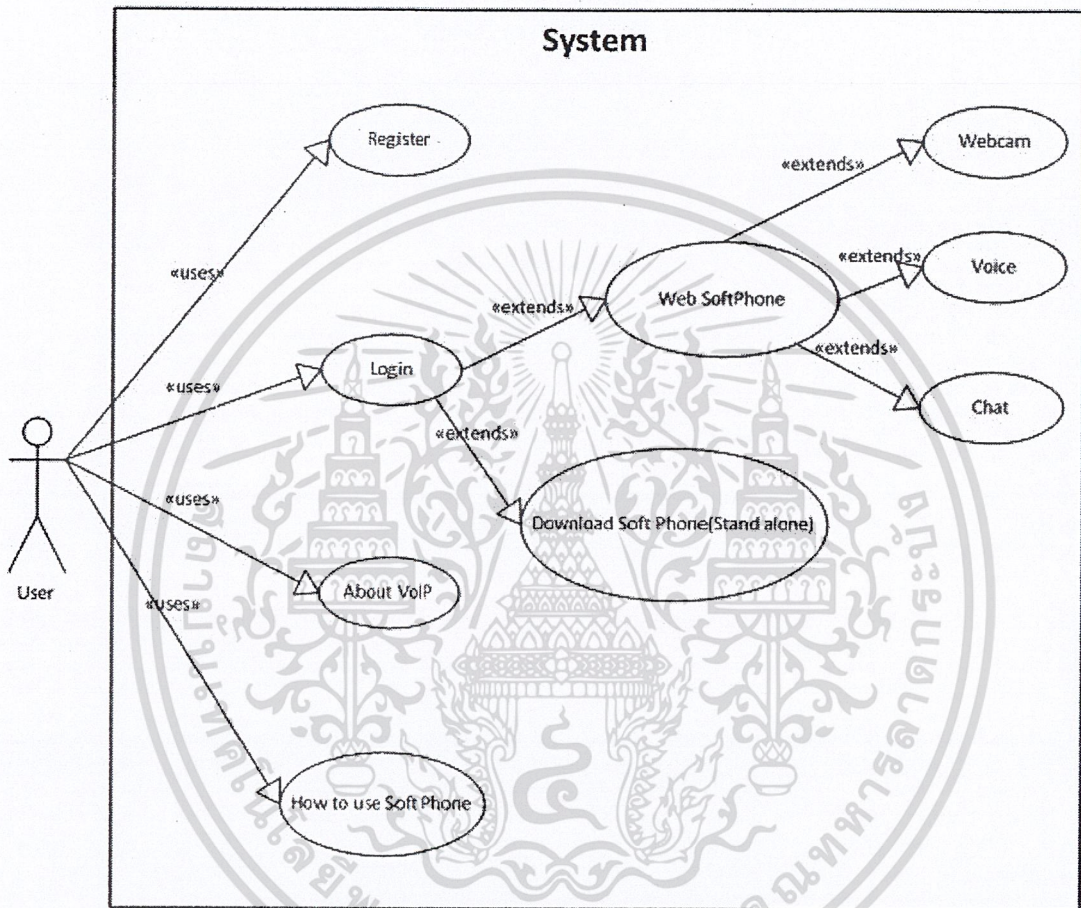 System
Register
Webcam
«extends»
«uses»
Web SoftPhone
«extends»
Voice
«extends»
Login
«extends»
Chat
«uses»
«extends»
«uses»
Download Soft Phone(Stand alone)
User
About VoIP
«uses»
How to use Soft Phone